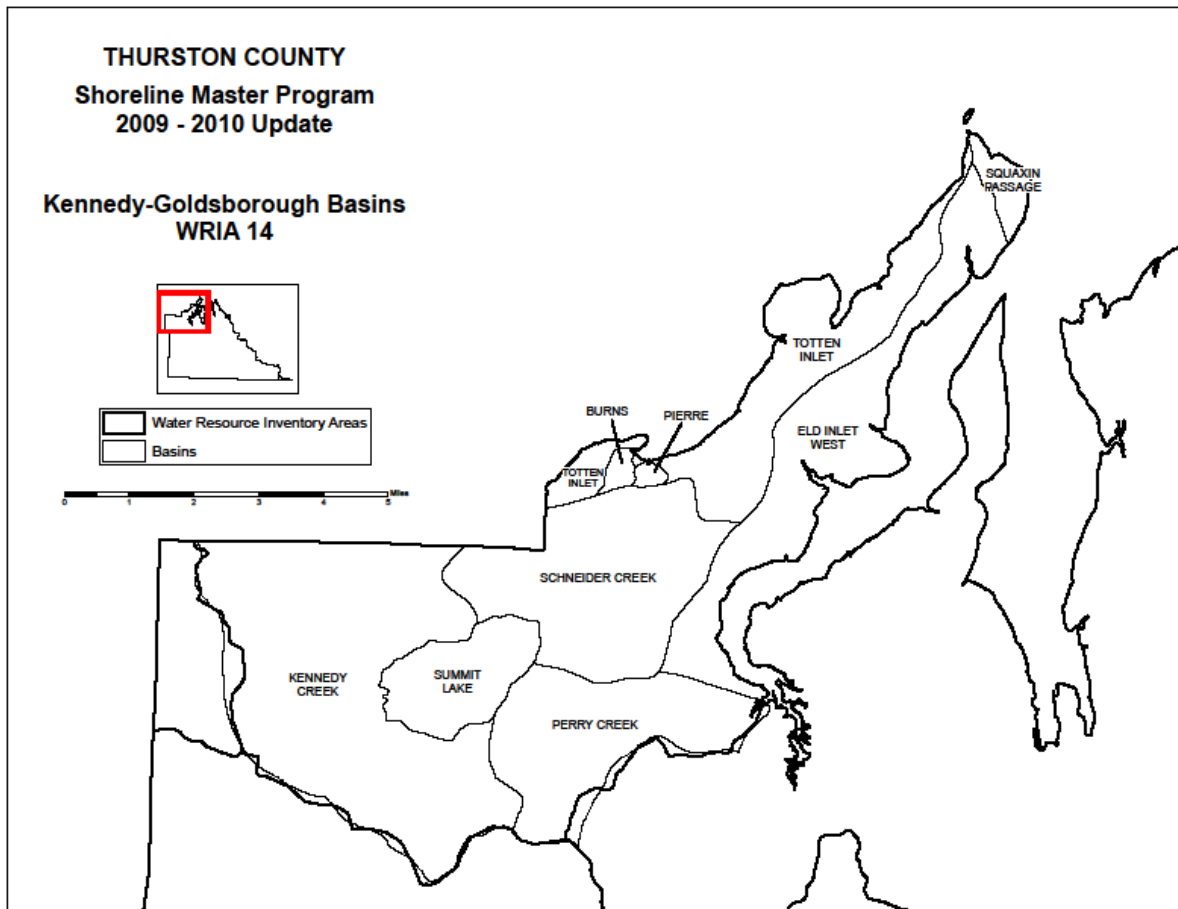 THURSTON COUNTY
Shoreline Master Program
2009 - 2010 Update
Kennedy-Goldsborough Basins
WRIA 14
Water Resource Inventory Areas
Basins
0 1 2 3 4 5 Miles
SQUAXIN
PASSAGE
TOTTEN
INLET
BURNS
PIERRE
ELD INLET
WEST
TOTTEN
INLET
SCHNEIDER CREEK
KENNEDY
CREEK
SUMMIT
LAKE
PERRY CREEK